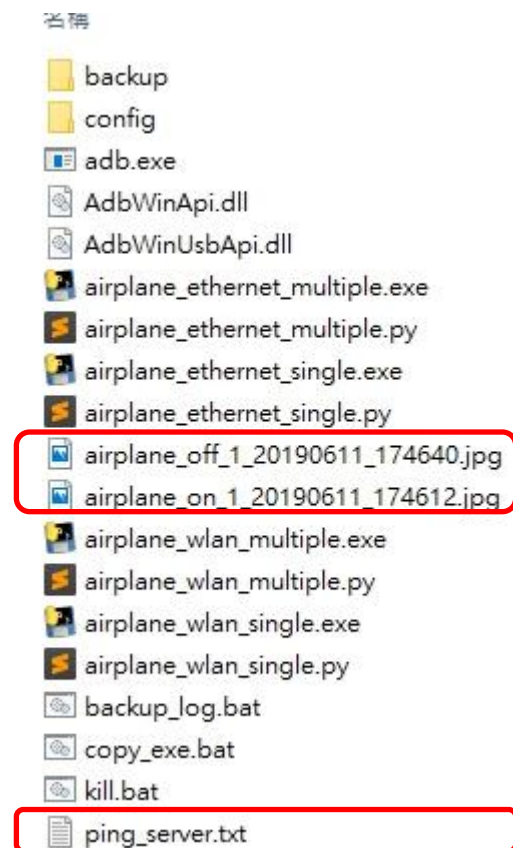 名稱
backup
config
adb.exe
AdbWinApi.dll
AdbWinUsbApi.dll
airplane_ethernet_multiple.exe
airplane_ethernet_multiple.py
airplane_ethernet_single.exe
airplane_ethernet_single.py
airplane_off_1_20190611_174640.jpg
airplane_on_1_20190611_174612.jpg
airplane_wlan_multiple.exe
airplane_wlan_multiple.py
airplane_wlan_single.exe
airplane_wlan_single.py
backup_log.bat
copy_exe.bat
kill.bat
ping_server.txt